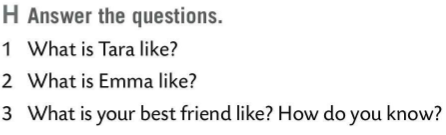 H Answer the questions.
1 What is Tara like?
2 What is Emma like?
3 What is your best friend like? How do you know?